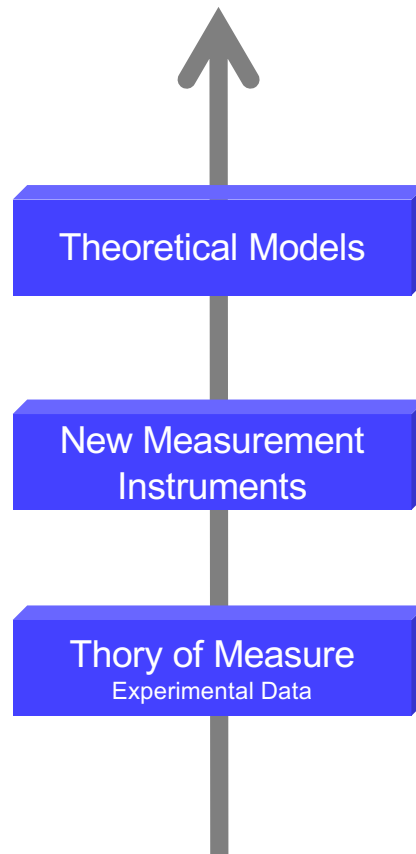 Theoretical Models
New Measurement
Instruments
Thory of Measure
Experimental Data